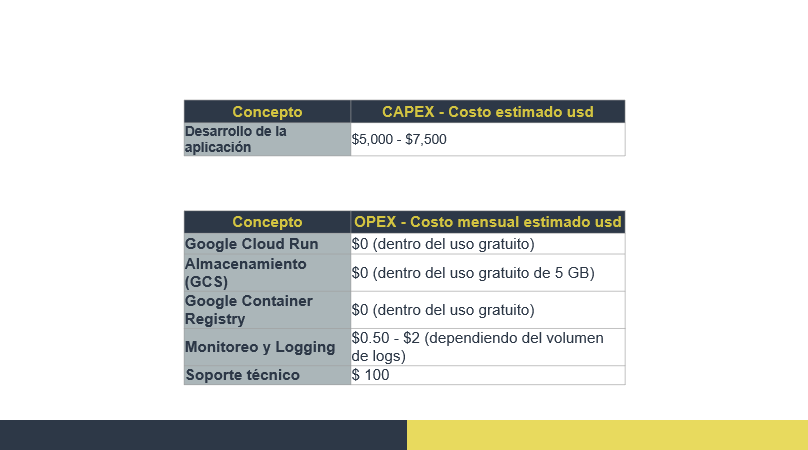 Concepto
CAPEX - Costo estimado usd
Desarrollo de la
aplicación
$5,000 - $7,500
Concepto
OPEX - Costo mensual estimado usd
Google Cloud Run
$0 (dentro del uso gratuito)
Almacenamiento
(GCS)
$0 (dentro del uso gratuito de 5 GB)
Google Container
Registry
$0 (dentro del uso gratuito)
Monitoreo y Logging
$0.50 - $2 (dependiendo del volumen
de logs)
Soporte técnico
$ 100